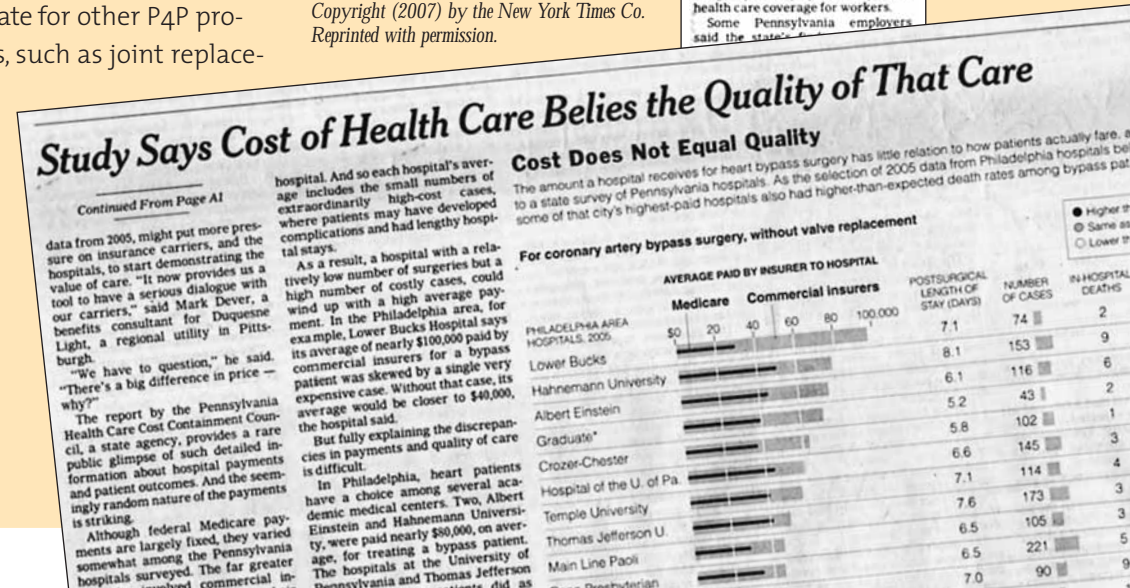 ate for other P4P pro-
s, such as joint replace-
Copyright (2007) by the New York Times Co.
Reprinted with permission.
health care coverage for workers.
Some Pennsylvania employers
said the state's
Study Says Cost of Health Care Belies the Quality of That Care
Continued From Page A1
data from 2005, might put more pres-
sure on insurance carriers, and the
hospitals, to start demonstrating the
value of care. "It now provides us a
tool to have a serious dialogue with
our carriers," said Mark Dever, a
benefits consultant for Duquesne
Light, a regional utility in Pitts-
burgh.
"We have to question," he said.
"There's a big difference in price —
why?"
The report by the Pennsylvania
Health Care Cost Containment Coun-
cil, a state agency, provides a rare
public glimpse of such detailed in-
formation about hospital payments
and patient outcomes. And the seem-
ingly random nature of the payments
is striking.
Although federal Medicare pay-
ments are largely fixed, they varied
somewhat among the Pennsylvania
hospitals surveyed. The far greater
involved commercial in-
hospital. And so each hospital's aver-
age includes the small numbers of
extraordinarily high-cost cases,
where patients may have developed
complications and had lengthy hospi-
tal stays.
As a result, a hospital with a rela-
tively low number of surgeries but a
high number of costly cases, could
wind up with a high average pay-
ment. In the Philadelphia area, for
example, Lower Bucks Hospital says
its average of nearly $100,000 paid by
commercial insurers for a bypass
patient was skewed by a single very
expensive case. Without that case, its
average would be closer to $40,000,
the hospital said.
But fully explaining the discrepan-
cies in payments and quality of care
is difficult.
In Philadelphia, heart patients
have a choice among several aca-
demic medical centers. Two, Albert
Einstein and Hahnemann Universi-
ty, were paid nearly $80,000, on aver-
age, for treating a bypass patient.
The hospitals at the University of
Pennsylvania and Thomas Jefferson
patients did as
Cost Does Not Equal Quality
The amount a hospital receives for heart bypass surgery has little relation to how patients actually fare, a
to a state survey of Pennsylvania hospitals. As the selection of 2005 data from Philadelphia hospitals bel
some of that city's highest-paid hospitals also had higher-than-expected death rates among bypass pat
Higher th
Same as
Lower th
For coronary artery bypass surgery, without valve replacement
AVERAGE PAID BY INSURER TO HOSPITAL
Medicare Commercial insurers
POSTSURGICAL LENGTH OF STAY (DAYS)
NUMBER OF CASES
IN-HOSPITAL DEATHS
PHILADELPHIA AREA HOSPITALS, 2005
$0 20 40 60 80 100,000
Lower Bucks 7.1 74 2
Hahnemann University 8.1 153 9
Albert Einstein 6.1 116 6
Graduate* 5.2 43 2
Crozer-Chester 5.8 102 1
Hospital of the U. of Pa. 6.6 145 3
Temple University 7.1 114 4
Thomas Jefferson U. 7.6 173 3
Main Line Paoli 6.5 105 3
Presbyterian 6.5 221 5
7.0 90 9